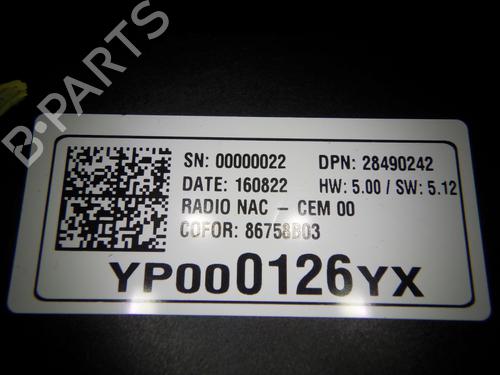 SN: 00000022 DPN: 28490242
DATE: 160822 HW: 5.00 / SW: 5.12
RADIO NAC - CEM 00
COFOR: 86758B03
YP000126YX
B-PARTS